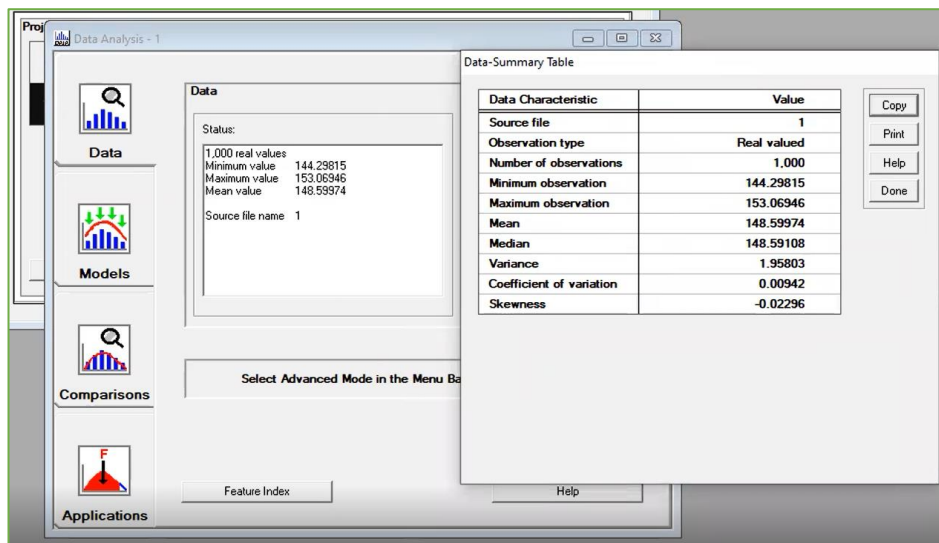 Proj
Data Analysis - 1
Data
Models
Comparisons
F
Applications
Data
Status:
1,000 real values
Minimum value 144.29815
Maximum value 153.06946
Mean value 148.59974
Source file name 1
Select Advanced Mode in the Menu Ba
Feature Index
Help
Data-Summary Table
Data Characteristic Value
Source file 1
Observation type Real valued
Number of observations 1,000
Minimum observation 144.29815
Maximum observation 153.06946
Mean 148.59974
Median 148.59108
Variance 1.95803
Coefficient of variation 0.00942
Skewness -0.02296
Copy
Print
Help
Done